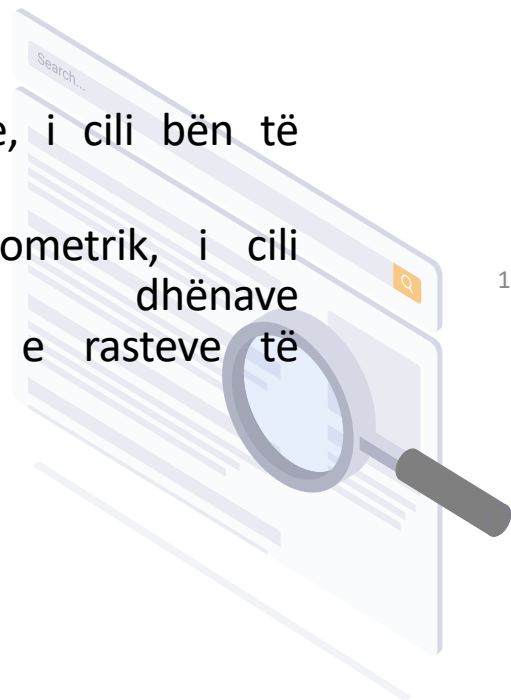 Search...
e, i cili bën të
ometrik, i cili
dhënave
e rasteve të
1